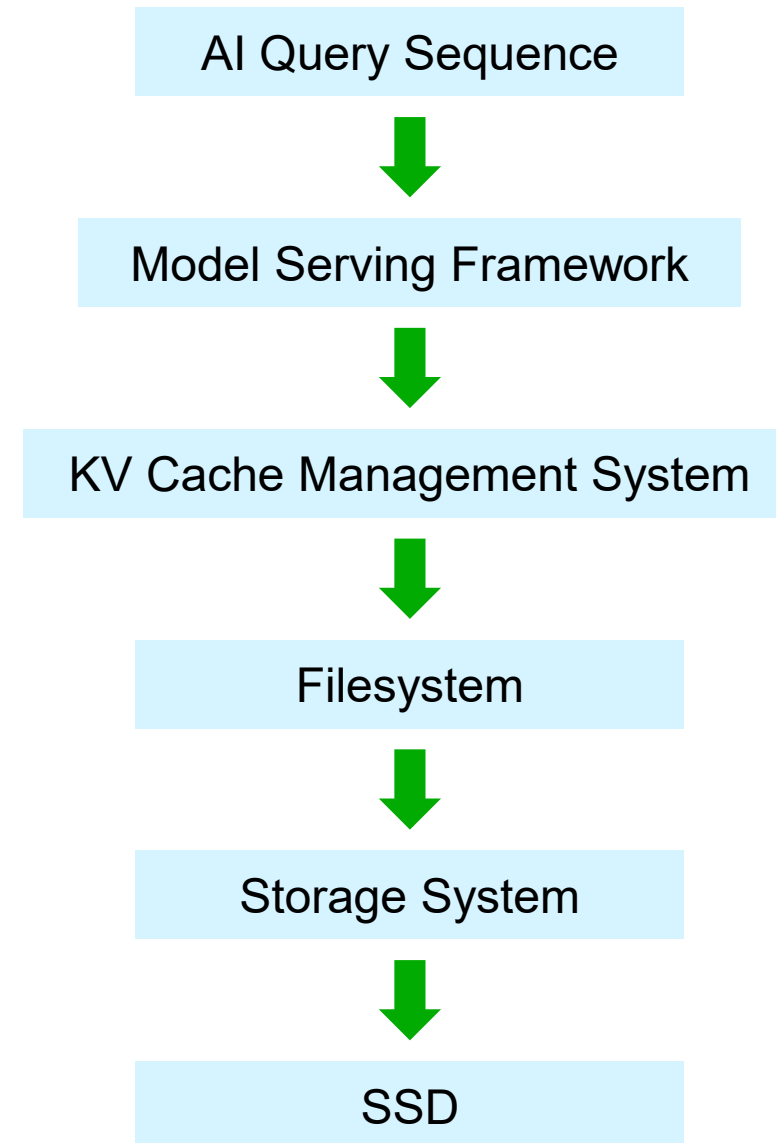 AI Query Sequence
Model Serving Framework
KV Cache Management System
Filesystem
Storage System
SSD